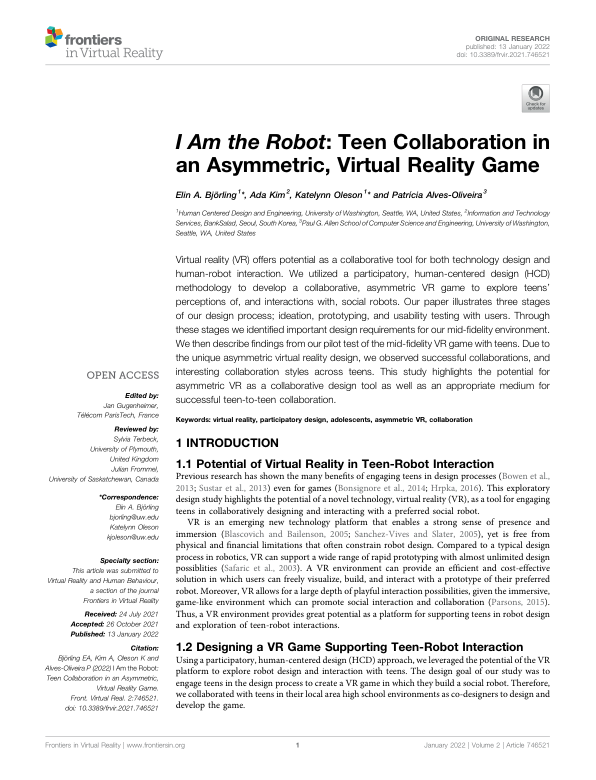 frontiers
in Virtual Reality
ORIGINAL RESEARCH
published: 13 January 2022
doi: 10.3389/frvir.2021.746521
Check for
updates
I Am the Robot: Teen Collaboration in
an Asymmetric, Virtual Reality Game
Elin A. Björling 1*, Ada Kim 2, Katelynn Oleson 1* and Patrícia Alves-Oliveira 3
1Human Centered Design and Engineering, University of Washington, Seattle, WA, United States, 2Information and Technology
Services, BankSalad, Seoul, South Korea, 3Paul G. Allen School of Computer Science and Engineering, University of Washington,
Seattle, WA, United States
Virtual reality (VR) offers potential as a collaborative tool for both technology design and
human-robot interaction. We utilized a participatory, human-centered design (HCD)
methodology to develop a collaborative, asymmetric VR game to explore teens'
perceptions of, and interactions with, social robots. Our paper illustrates three stages
of our design process; ideation, prototyping, and usability testing with users. Through
these stages we identified important design requirements for our mid-fidelity environment.
We then describe findings from our pilot test of the mid-fidelity VR game with teens. Due to
the unique asymmetric virtual reality design, we observed successful collaborations, and
interesting collaboration styles across teens. This study highlights the potential for
asymmetric VR as a collaborative design tool as well as an appropriate medium for
successful teen-to-teen collaboration.
Keywords: virtual reality, participatory design, adolescents, asymmetric VR, collaboration
OPEN ACCESS
Edited by:
Jan Gugenheimer,
Télécom ParisTech, France
Reviewed by:
Sylvia Terbeck,
University of Plymouth,
United Kingdom
Julian Frommel,
University of Saskatchewan, Canada
*Correspondence:
Elin A. Björling
bjorling@uw.edu
Katelynn Oleson
kjoleson@uw.edu
Specialty section:
This article was submitted to
Virtual Reality and Human Behaviour,
a section of the journal
Frontiers in Virtual Reality
Received: 24 July 2021
Accepted: 26 October 2021
Published: 13 January 2022
Citation:
Björling EA, Kim A, Oleson K and
Alves-Oliveira P (2022) I Am the Robot:
Teen Collaboration in an Asymmetric,
Virtual Reality Game.
Front. Virtual Real. 2:746521.
doi: 10.3389/frvir.2021.746521
1 INTRODUCTION
1.1 Potential of Virtual Reality in Teen-Robot Interaction
Previous research has shown the many benefits of engaging teens in design processes (Bowen et al.,
2013; Sustar et al., 2013) even for games (Bonsignore et al., 2014; Hrpka, 2016). This exploratory
design study highlights the potential of a novel technology, virtual reality (VR), as a tool for engaging
teens in collaboratively designing and interacting with a preferred social robot.
VR is an emerging new technology platform that enables a strong sense of presence and
immersion (Blascovich and Bailenson, 2005; Sanchez-Vives and Slater, 2005), yet is free from
physical and financial limitations that often constrain robot design. Compared to a typical design
process in robotics, VR can support a wide range of rapid prototyping with almost unlimited design
possiblities (Safaric et al., 2003). A VR environment can provide an efficient and cost-effective
solution in which users can freely visualize, build, and interact with a prototype of their preferred
robot. Moreover, VR allows for a large depth of playful interaction possibilities, given the immersive,
game-like environment which can promote social interaction and collaboration (Parsons, 2015).
Thus, a VR environment provides great potential as a platform for supporting teens in robot design
and exploration of teen-robot interactions.
1.2 Designing a VR Game Supporting Teen-Robot Interaction
Using a participatory, human-centered design (HCD) approach, we leveraged the potential of the VR
platform to explore robot design and interaction with teens. The design goal of our study was to
engage teens in the design process to create a VR game in which they build a social robot. Therefore,
we collaborated with teens in their local area high school environments as co-designers to design and
develop the game.
Frontiers in Virtual Reality | www.frontiersin.org
1
January 2022 | Volume 2 | Article 746521